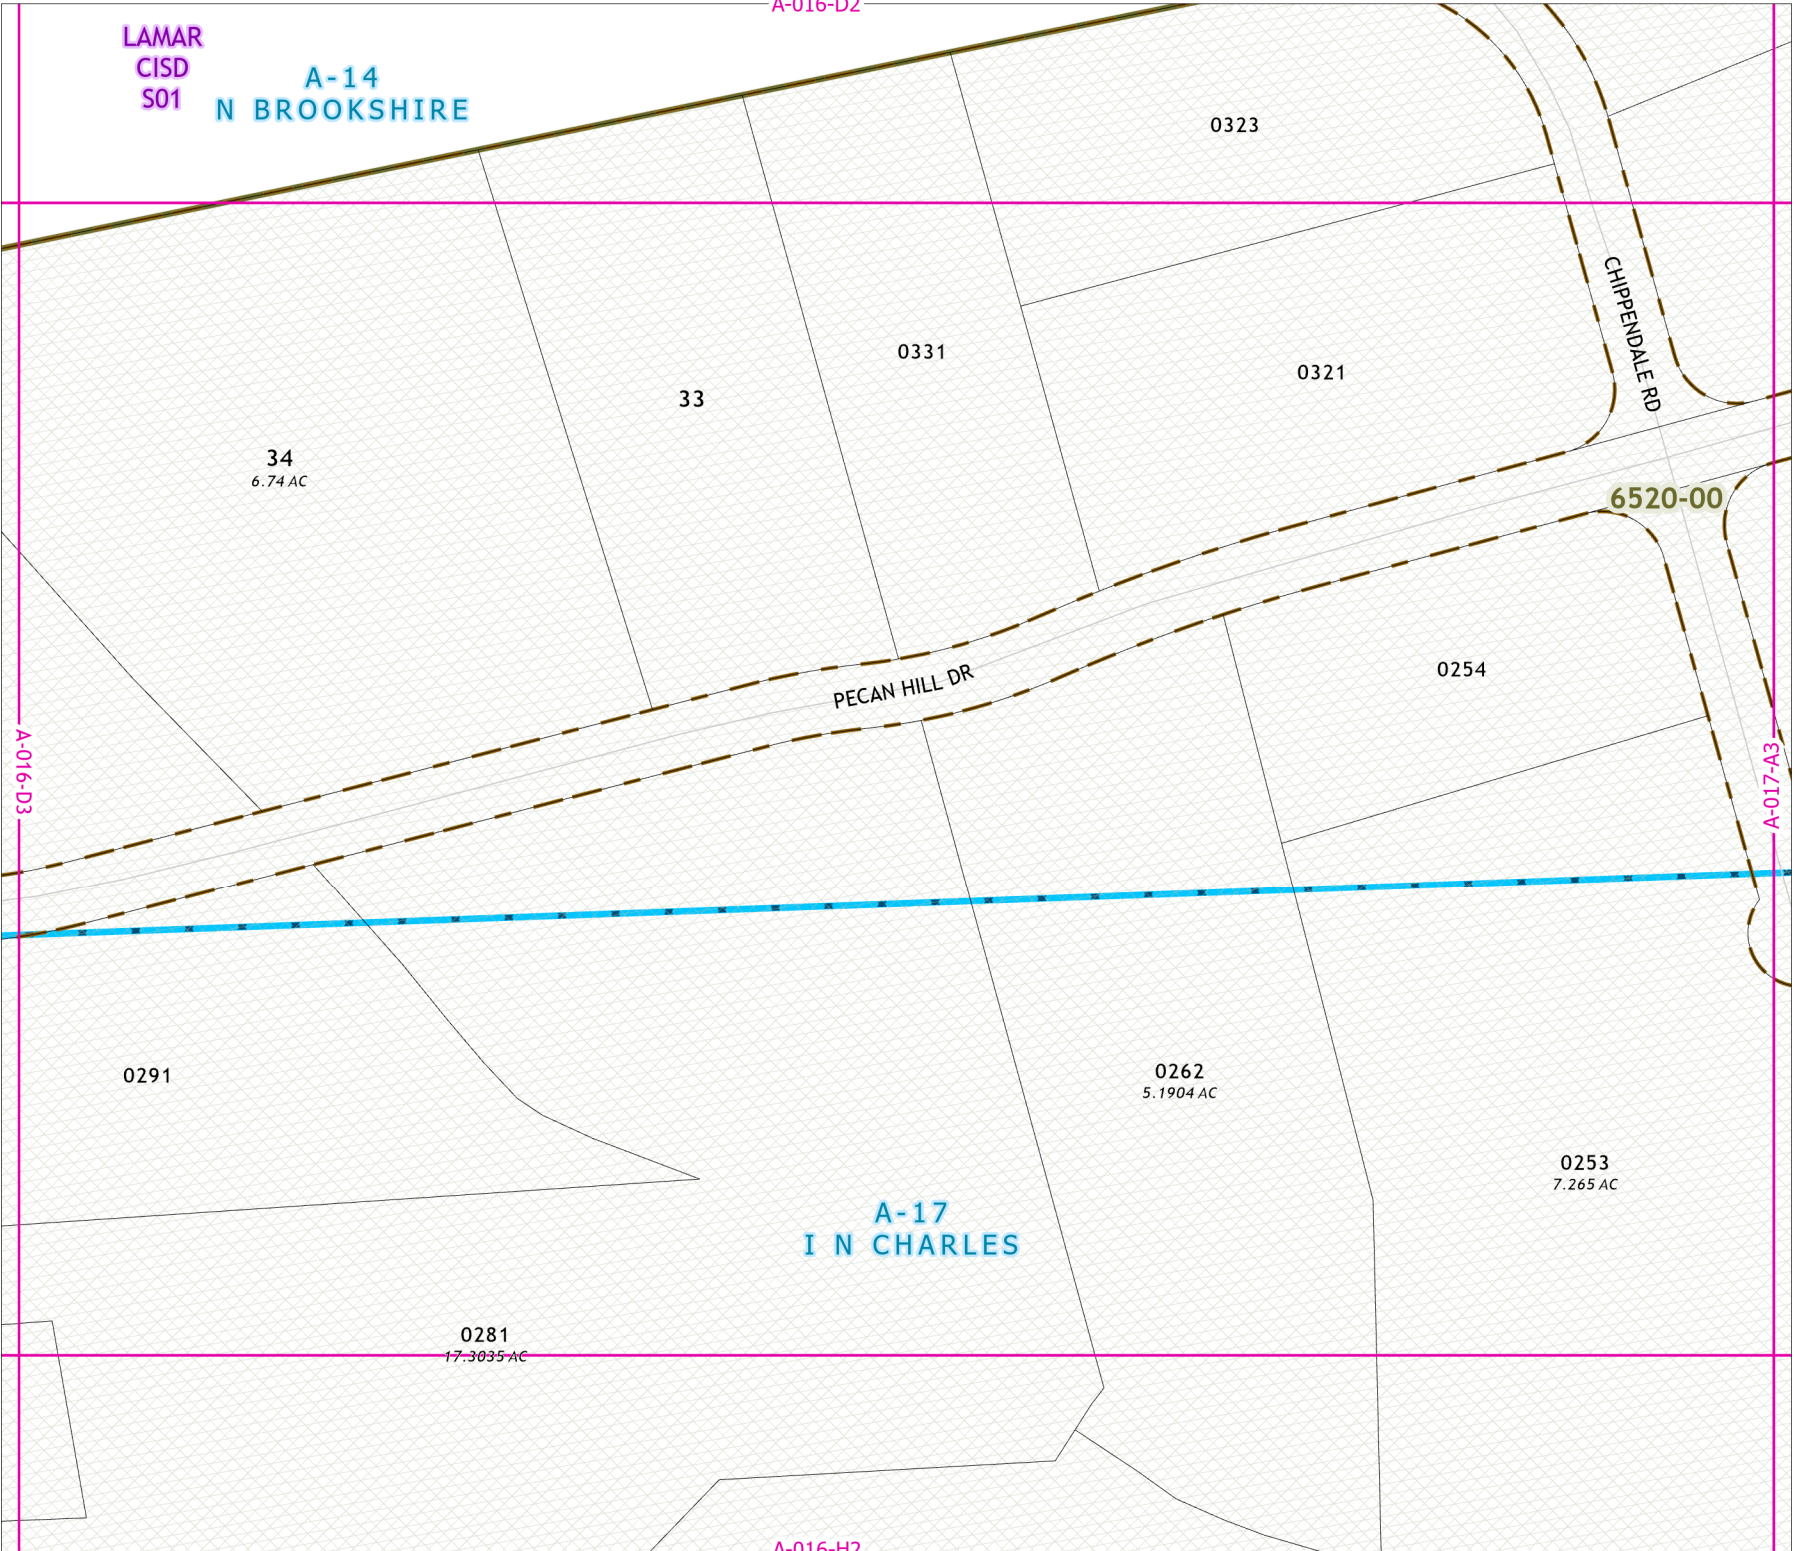 A-016-D2
LAMAR
CISD
S01
A-14
N BROOKSHIRE
0323
CHIPPENDALE RD
0331
0321
33
34
6.74 AC
6520-00
0254
PECAN HILL DR
A-016-D3
A-017-A3
0291
0262
5.1904 AC
0253
7.265 AC
A-17
I N CHARLES
0281
17.3035 AC
A-016-H2